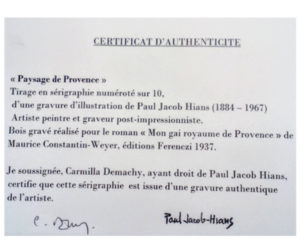 CERTIFICAT D'AUTHENTICITE
« Paysage de Provence »
Tirage en sérigraphie numéroté sur 10,
d'une gravure d'illustration de Paul Jacob Hians (1884 – 1967)
Artiste peintre et graveur post-impressionniste.
Bois gravé réalisé pour le roman « Mon gai royaume de Provence » de
Maurice Constantin-Weyer, éditions Ferenczi 1937.
Je soussignée, Carmilla Demachy, ayant droit de Paul Jacob Hians,
certifie que cette sérigraphie est issue d'une gravure authentique
de l'artiste.
Paul Jacob-Hians